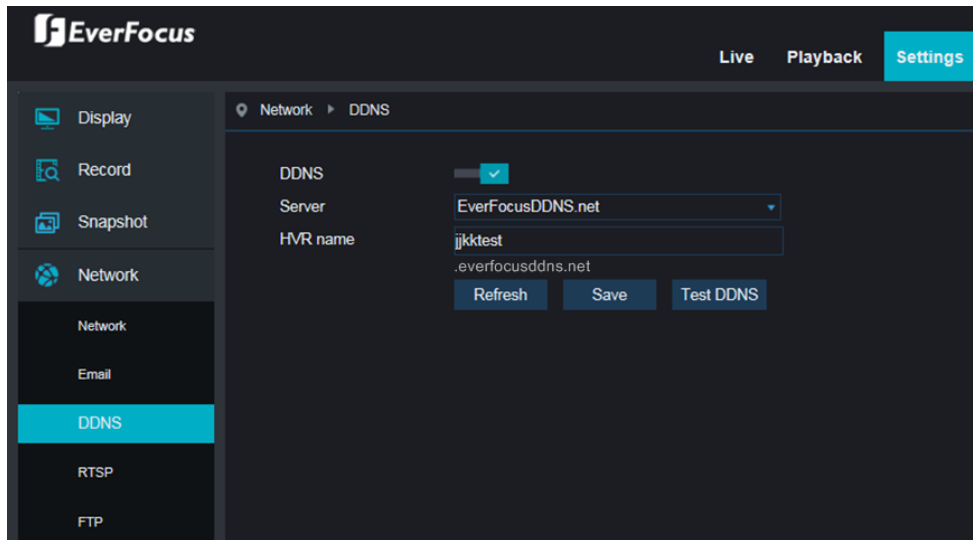 EverFocus
Live Playback Settings
Display
Record
Snapshot
Network
Network
Email
DDNS
RTSP
FTP
Network DDNS
DDNS
Server EverFocusDDNS.net
HVR name jjkktest
.everfocusddns.net
Refresh Save Test DDNS